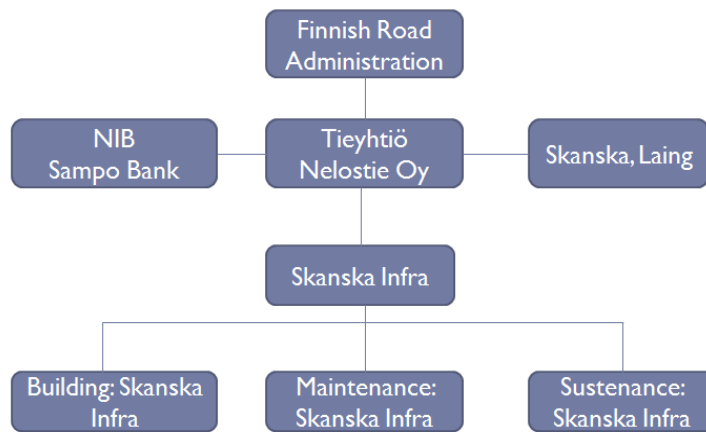 Finnish Road
Administration
NIB
Sampo Bank
Tieyhtiö
Nelostie Oy
Skanska, Laing
Skanska Infra
Building: Skanska
Infra
Maintenance:
Skanska Infra
Sustenance:
Skanska Infra